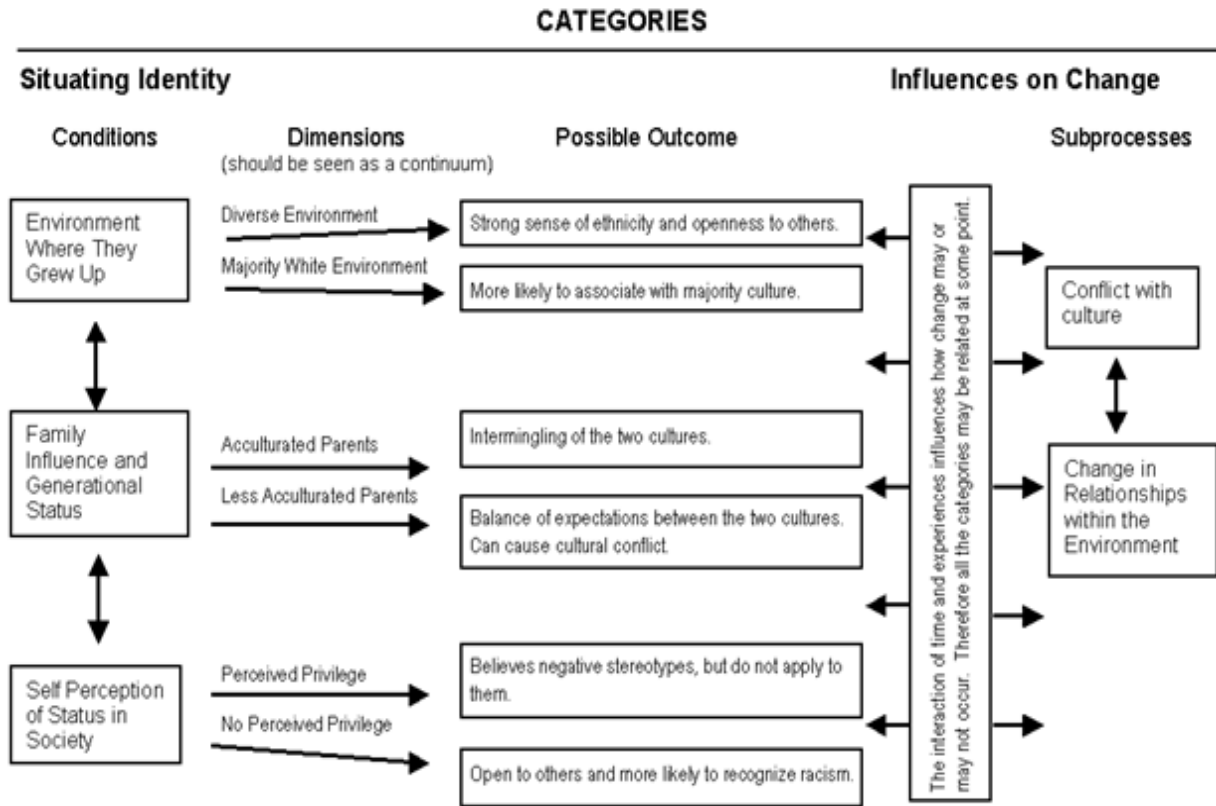 CATEGORIES
Situating Identity
Influences on Change
Conditions
Dimensions
(should be seen as a continuum)
Possible Outcome
Subprocesses
Environment
Where They
Grew Up
Diverse Environment
Strong sense of ethnicity and openness to others.
Majority White Environment
More likely to associate with majority culture.
Family
Influence and
Generational
Status
Acculturated Parents
Intermingling of the two cultures.
Less Acculturated Parents
Balance of expectations between the two cultures.
Can cause cultural conflict.
Self Perception
of Status in
Society
Perceived Privilege
Believes negative stereotypes, but do not apply to
them.
No Perceived Privilege
Open to others and more likely to recognize racism.
The interaction of time and experiences influences how change may or
may not occur. Therefore all the categories may be related at some point.
Conflict with
culture
Change in
Relationships
within the
Environment